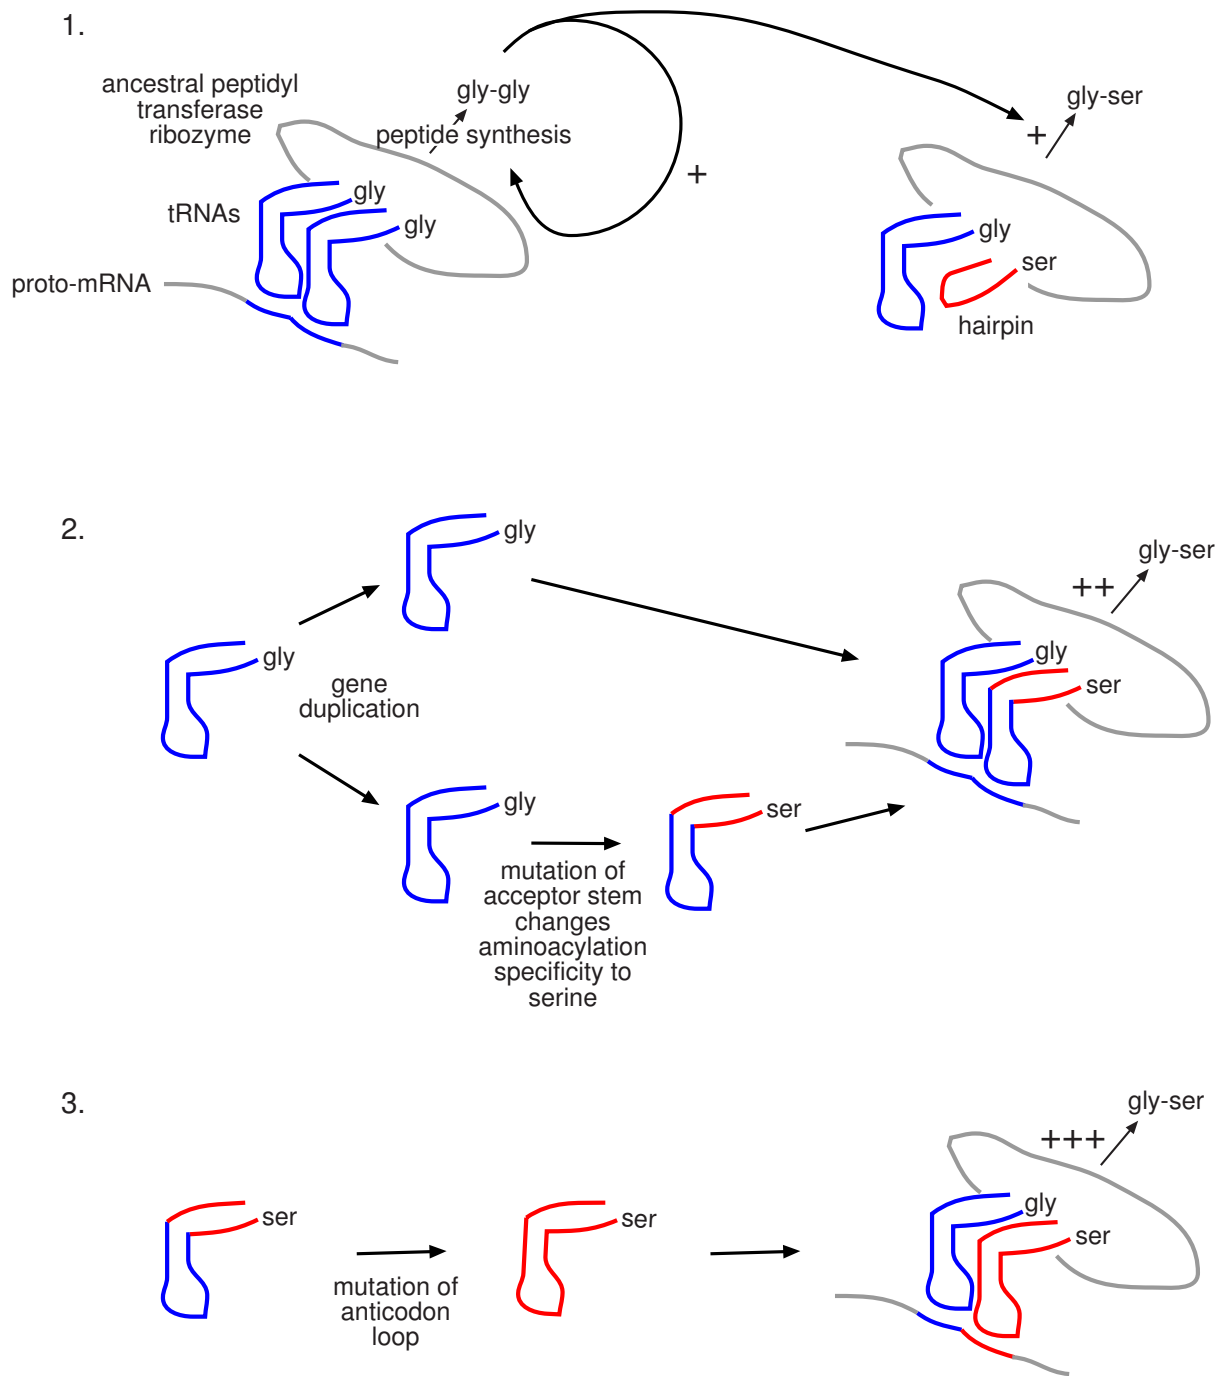 1.
ancestral peptidyl
transferase
ribozyme
gly-gly
peptide synthesis
+
tRNAs
gly
gly
proto-mRNA
gly-ser
+
gly
ser
hairpin
2.
gly
gene
duplication
gly
gly
mutation of
acceptor stem
changes
aminoacylation
specificity to
serine
ser
gly-ser
++
gly
ser
3.
ser
mutation of
anticodon
loop
ser
gly-ser
+++
gly
ser